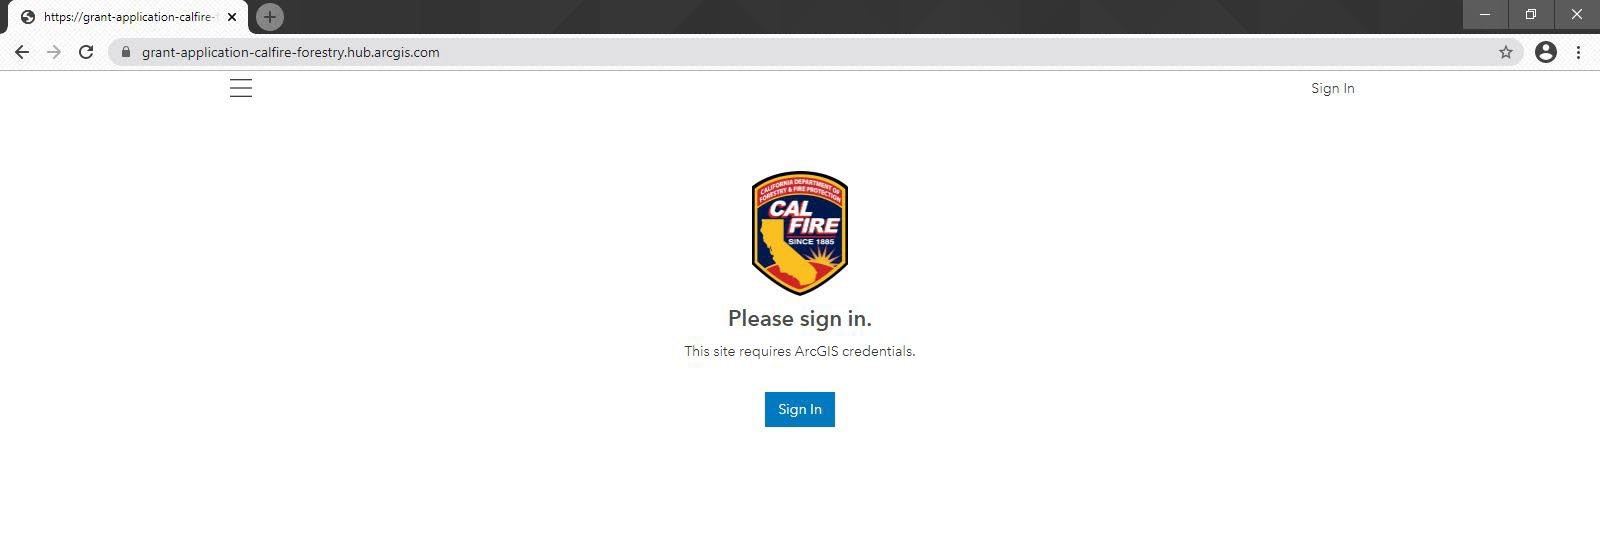 https://grant-application-calfire-
grant-application-calfire-forestry.hub.arcgis.com
Sign In
CALIFORNIA DEPARTMENT OF
FORESTRY & FIRE PROTECTION
CAL
FIRE
SINCE 1885
Please sign in.
This site requires ArcGIS credentials.
Sign In